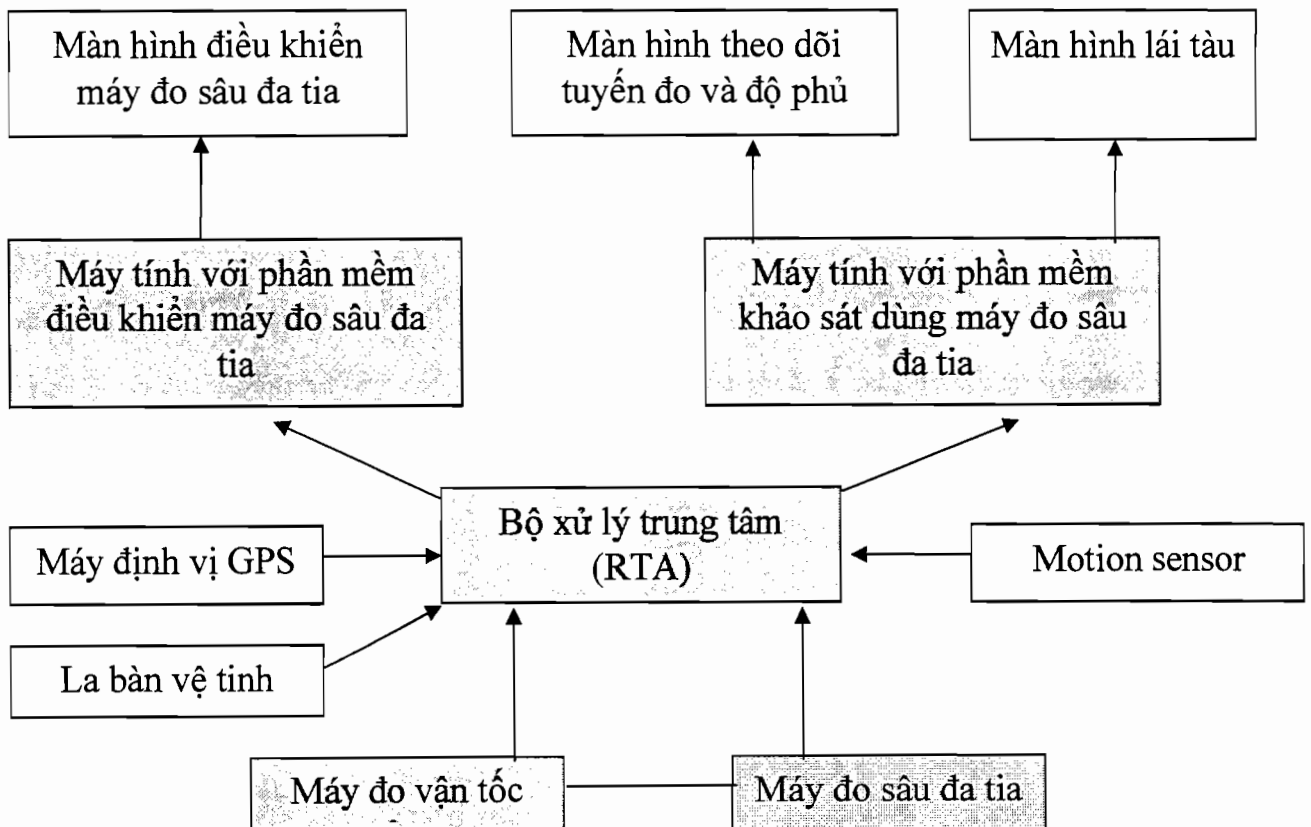 Màn hình điều khiển
máy đo sâu đa tia
Màn hình theo dõi
tuyến đo và độ phủ
Màn hình lái tàu
Máy tính với phần mềm
điều khiển máy đo sâu đa
tia
Máy tính với phần mềm
khảo sát dùng máy đo sâu
đa tia
Bộ xử lý trung tâm
(RTA)
Máy định vị GPS
Motion sensor
La bàn vệ tinh
Máy đo vận tốc
Máy đo sâu đa tia